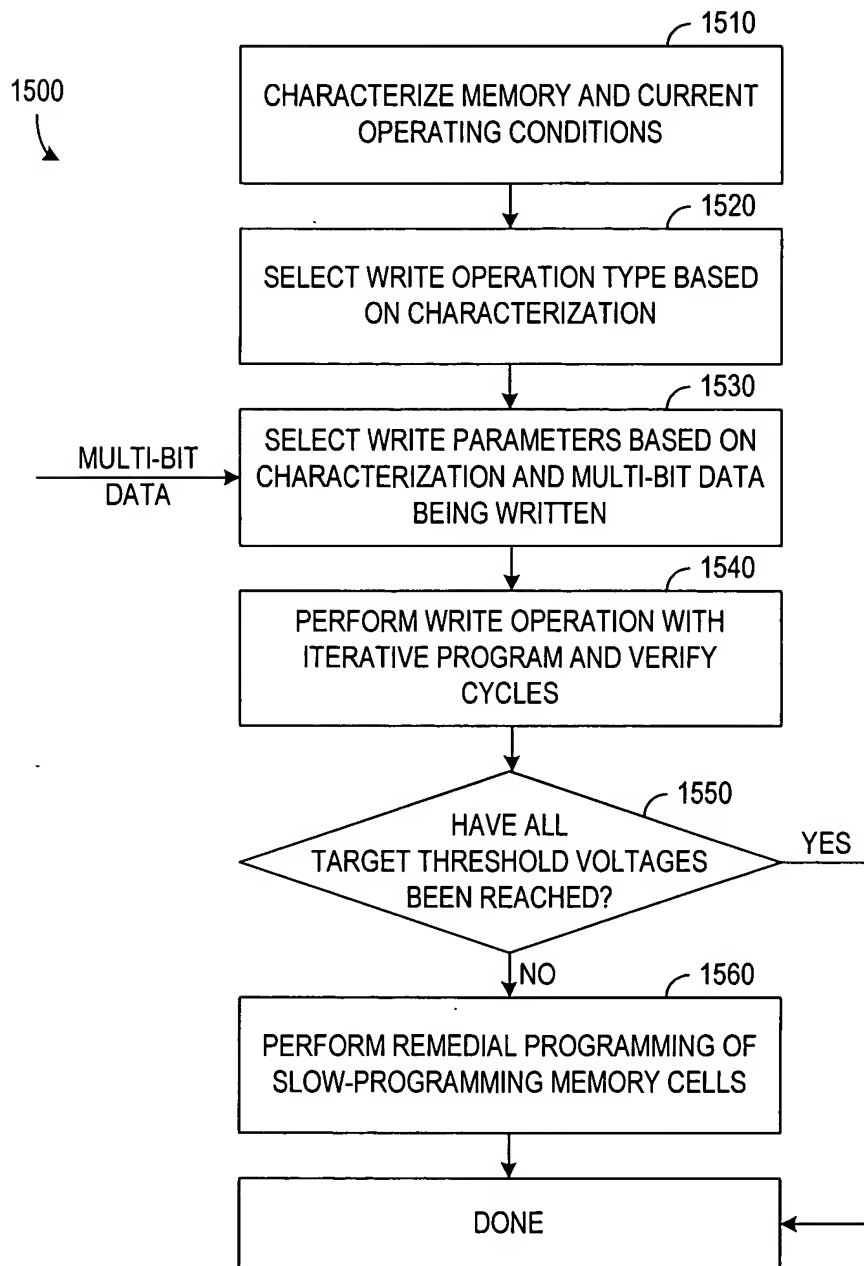 1510
1500
CHARACTERIZE MEMORY AND CURRENT
OPERATING CONDITIONS
1520
SELECT WRITE OPERATION TYPE BASED
ON CHARACTERIZATION
1530
MULTI-BIT
DATA
SELECT WRITE PARAMETERS BASED ON
CHARACTERIZATION AND MULTI-BIT DATA
BEING WRITTEN
1540
PERFORM WRITE OPERATION WITH
ITERATIVE PROGRAM AND VERIFY
CYCLES
1550
HAVE ALL
TARGET THRESHOLD VOLTAGES
BEEN REACHED?
YES
NO
1560
PERFORM REMEDIAL PROGRAMMING OF
SLOW-PROGRAMMING MEMORY CELLS
DONE